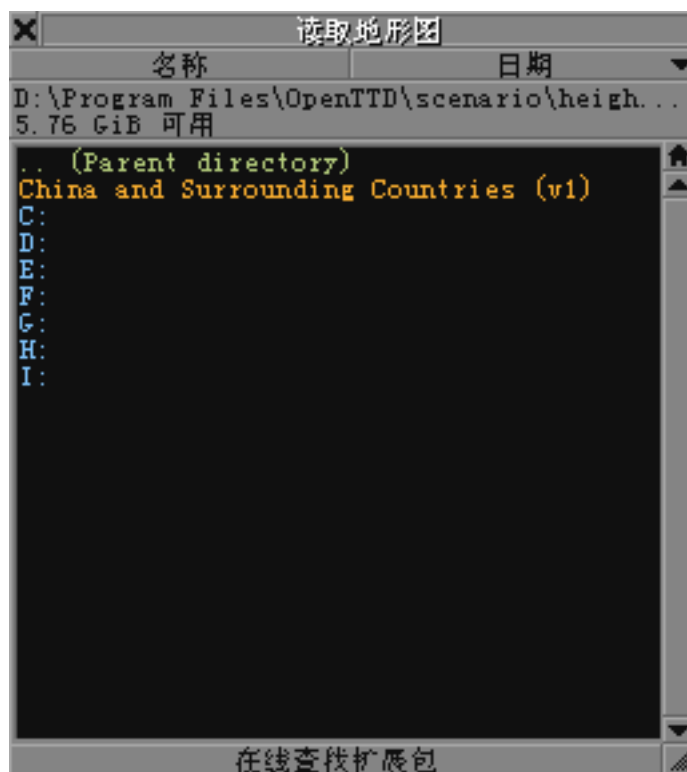 读取地形图
名称 日期
D:\Program Files\OpenTTD\scenario\heigh...
5.76 GiB 可用
.. (Parent directory)
China and Surrounding Countries (v1)
C:
D:
E:
F:
G:
H:
I:
在线查找扩展包